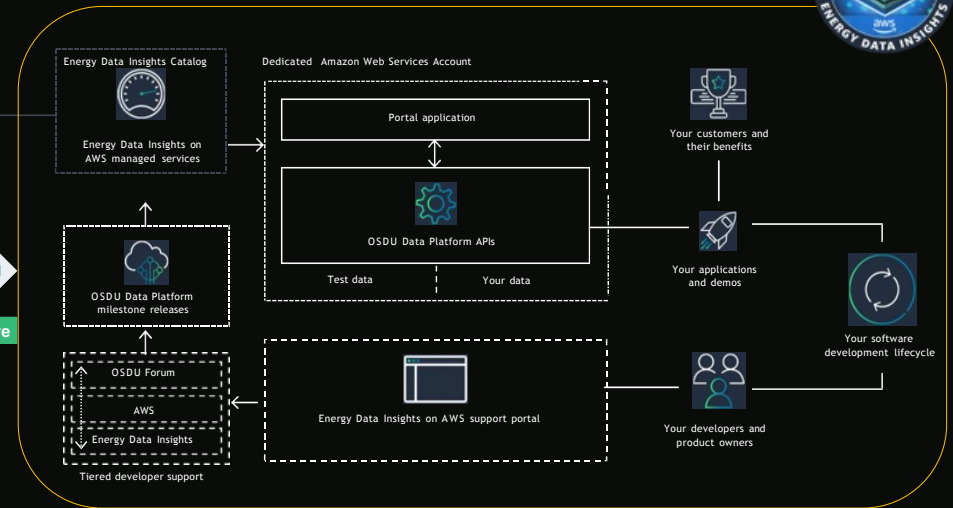 aws
ENERGY DATA INSIGHTS
Energy Data Insights Catalog
Dedicated Amazon Web Services Account
Portal application
Energy Data Insights on
AWS managed services
Your customers and
their benefits
OSDU Data Platform APIs
Test data
Your data
Your applications
and demos
OSDU Data Platform
milestone releases
Your software
development lifecycle
OSDU Forum
AWS
Energy Data Insights
Tiered developer support
Energy Data Insights on AWS support portal
Your developers and
product owners